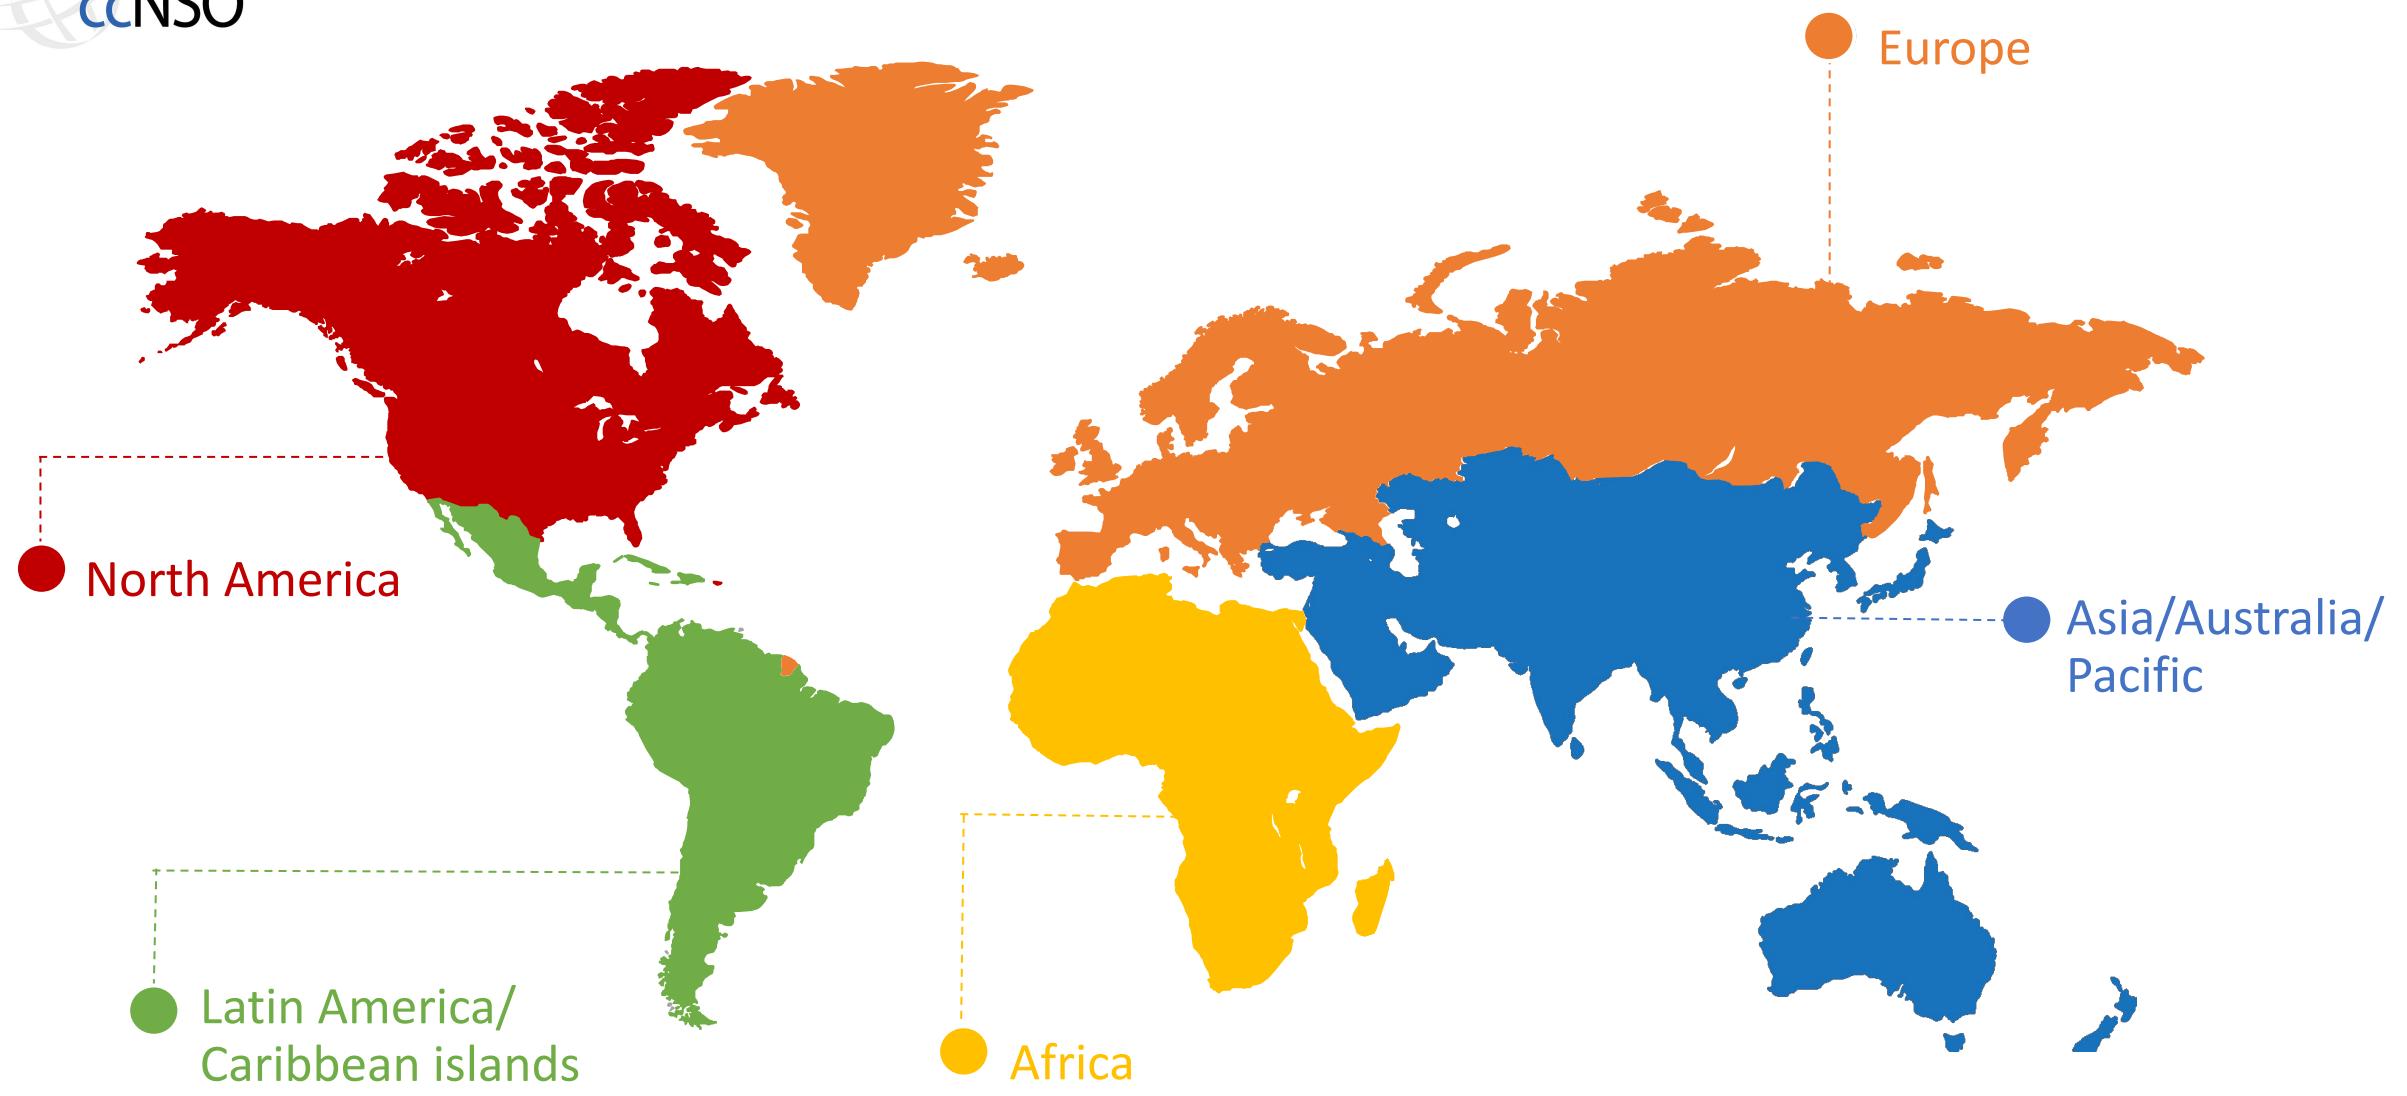 ccNSO
Europe
North America
Asia/Australia/
Pacific
Latin America/
Caribbean islands
Africa